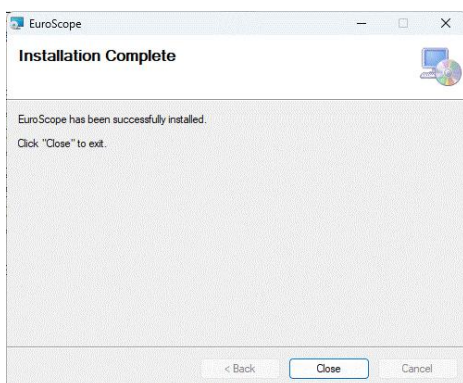 EuroScope
Installation Complete
EuroScope has been successfully installed.
Click "Close" to exit.
< Back
Close
Cancel